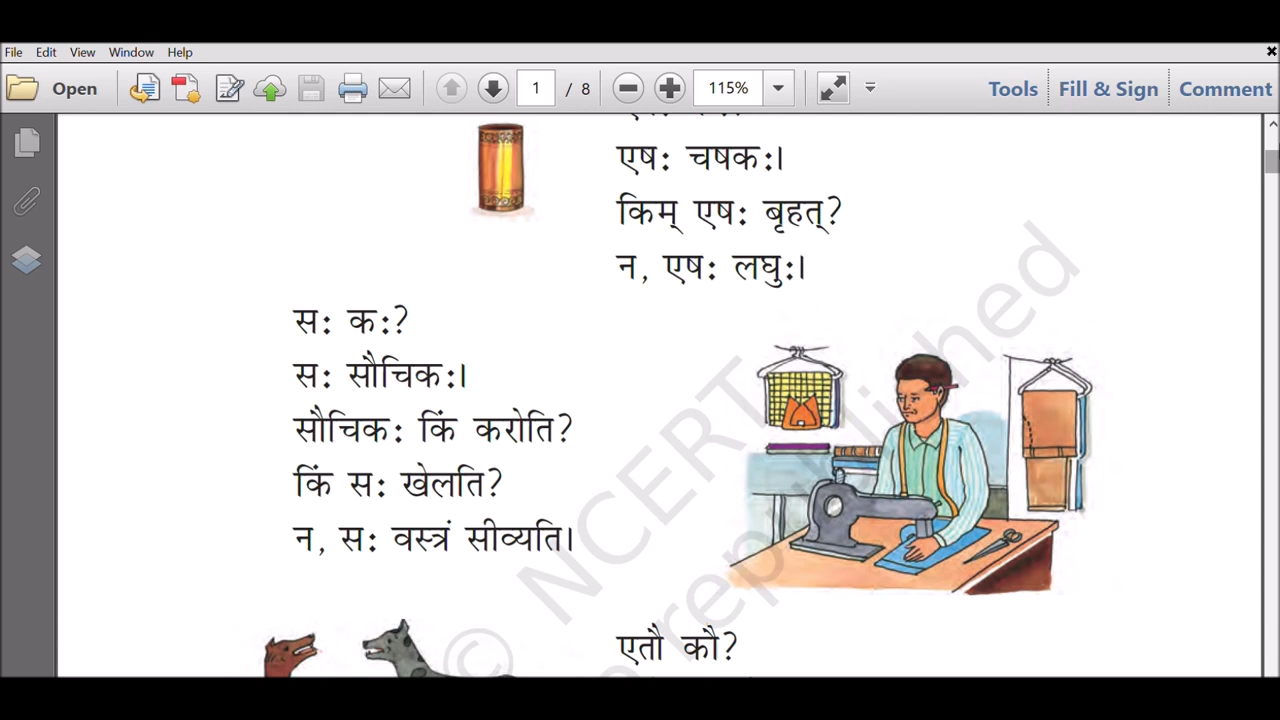 File Edit View Window Help
Open 1 / 8 115% Tools Fill & Sign Comment
एषः चषकः।
किम् एषः बृहत्?
न, एषः लघुः।
सः कः?
सः सौचिकः।
सौचिकः किं करोति?
किं सः खेलति?
न, सः वस्त्रं सीव्यति।
एतौ कौ?
© NCERT
republished